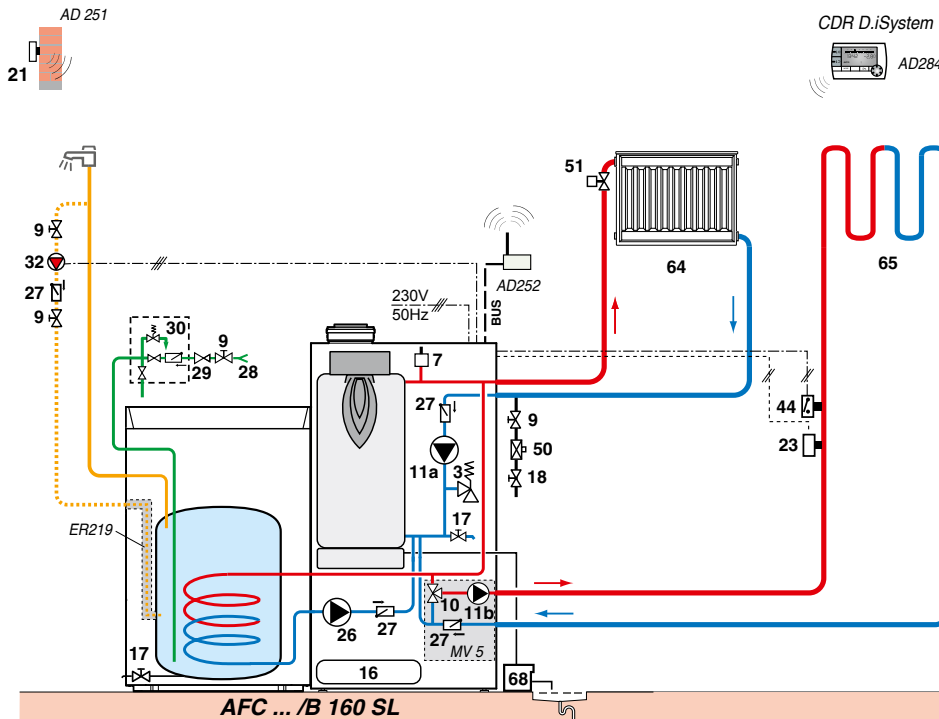 AD 251
CDR D.iSystem
21
AD284
51
9
32
27
9
64
65
AD252
230V
50Hz
BUS
30
9
29
28
7
27
9
44
11a
3
50
23
18
17
ER219
10
11b
26
27
27
MV 5
17
16
68
AFC ... /B 160 SL